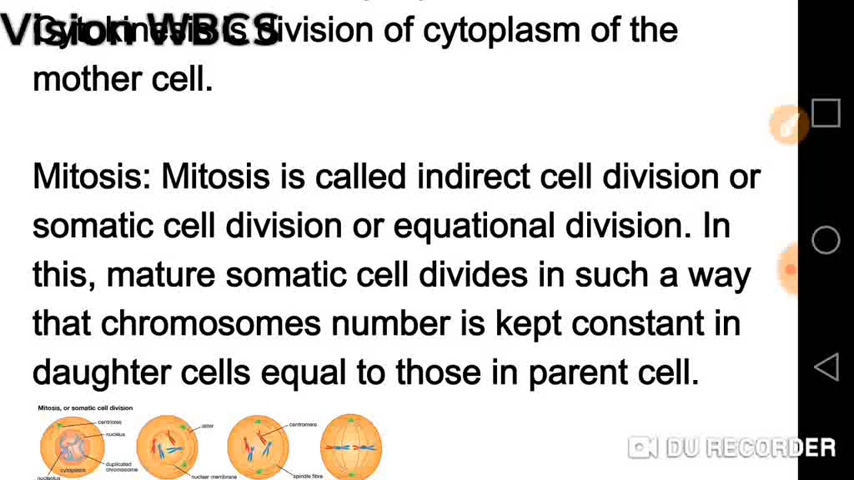 Vision WBCS
Cytokinesis is division of cytoplasm of the
mother cell.
Mitosis: Mitosis is called indirect cell division or
somatic cell division or equational division. In
this, mature somatic cell divides in such a way
that chromosomes number is kept constant in
daughter cells equal to those in parent cell.
Mitosis, or somatic cell division
centrioles
nucleus
cytoplasm
duplicated
chromosome
nucleolus
aster
nuclear membrane
centromere
spindle fibre
DU RECORDER